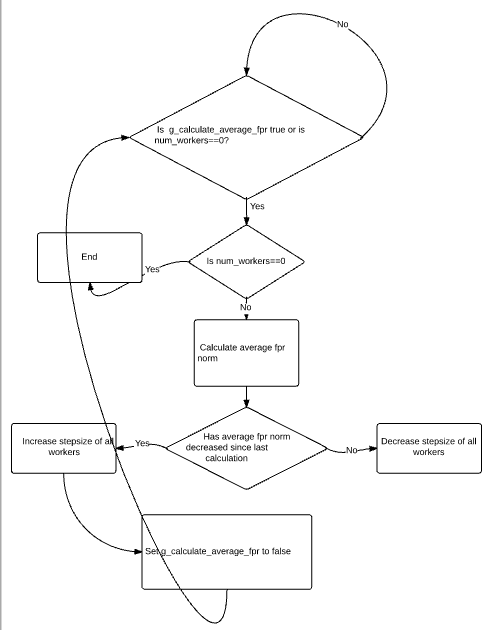 No
Is g_calculate_average_fpr true or is
num_workers==0?
Yes
End
Is num_workers==0
Yes
No
Calculate average fpr
norm
Has average fpr norm
decreased since last
calculation
Yes
No
Increase stepsize of all
workers
Decrease stepsize of all
workers
Set g_calculate_average_fpr to false